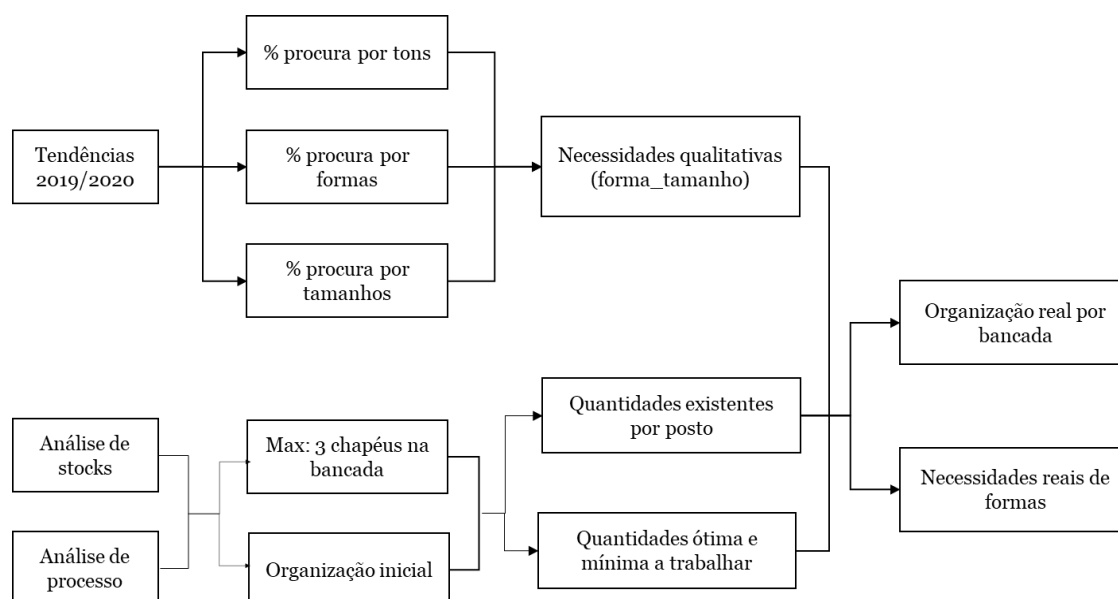 % procura por tons
Tendências
2019/2020
% procura por
formas
Necessidades qualitativas
(forma_tamanho)
% procura por
tamanhos
Organização real por
bancada
Análise de
stocks
Max: 3 chapéus na
bancada
Quantidades existentes
por posto
Necessidades reais de
formas
Análise de
processo
Organização inicial
Quantidades ótima e
mínima a trabalhar